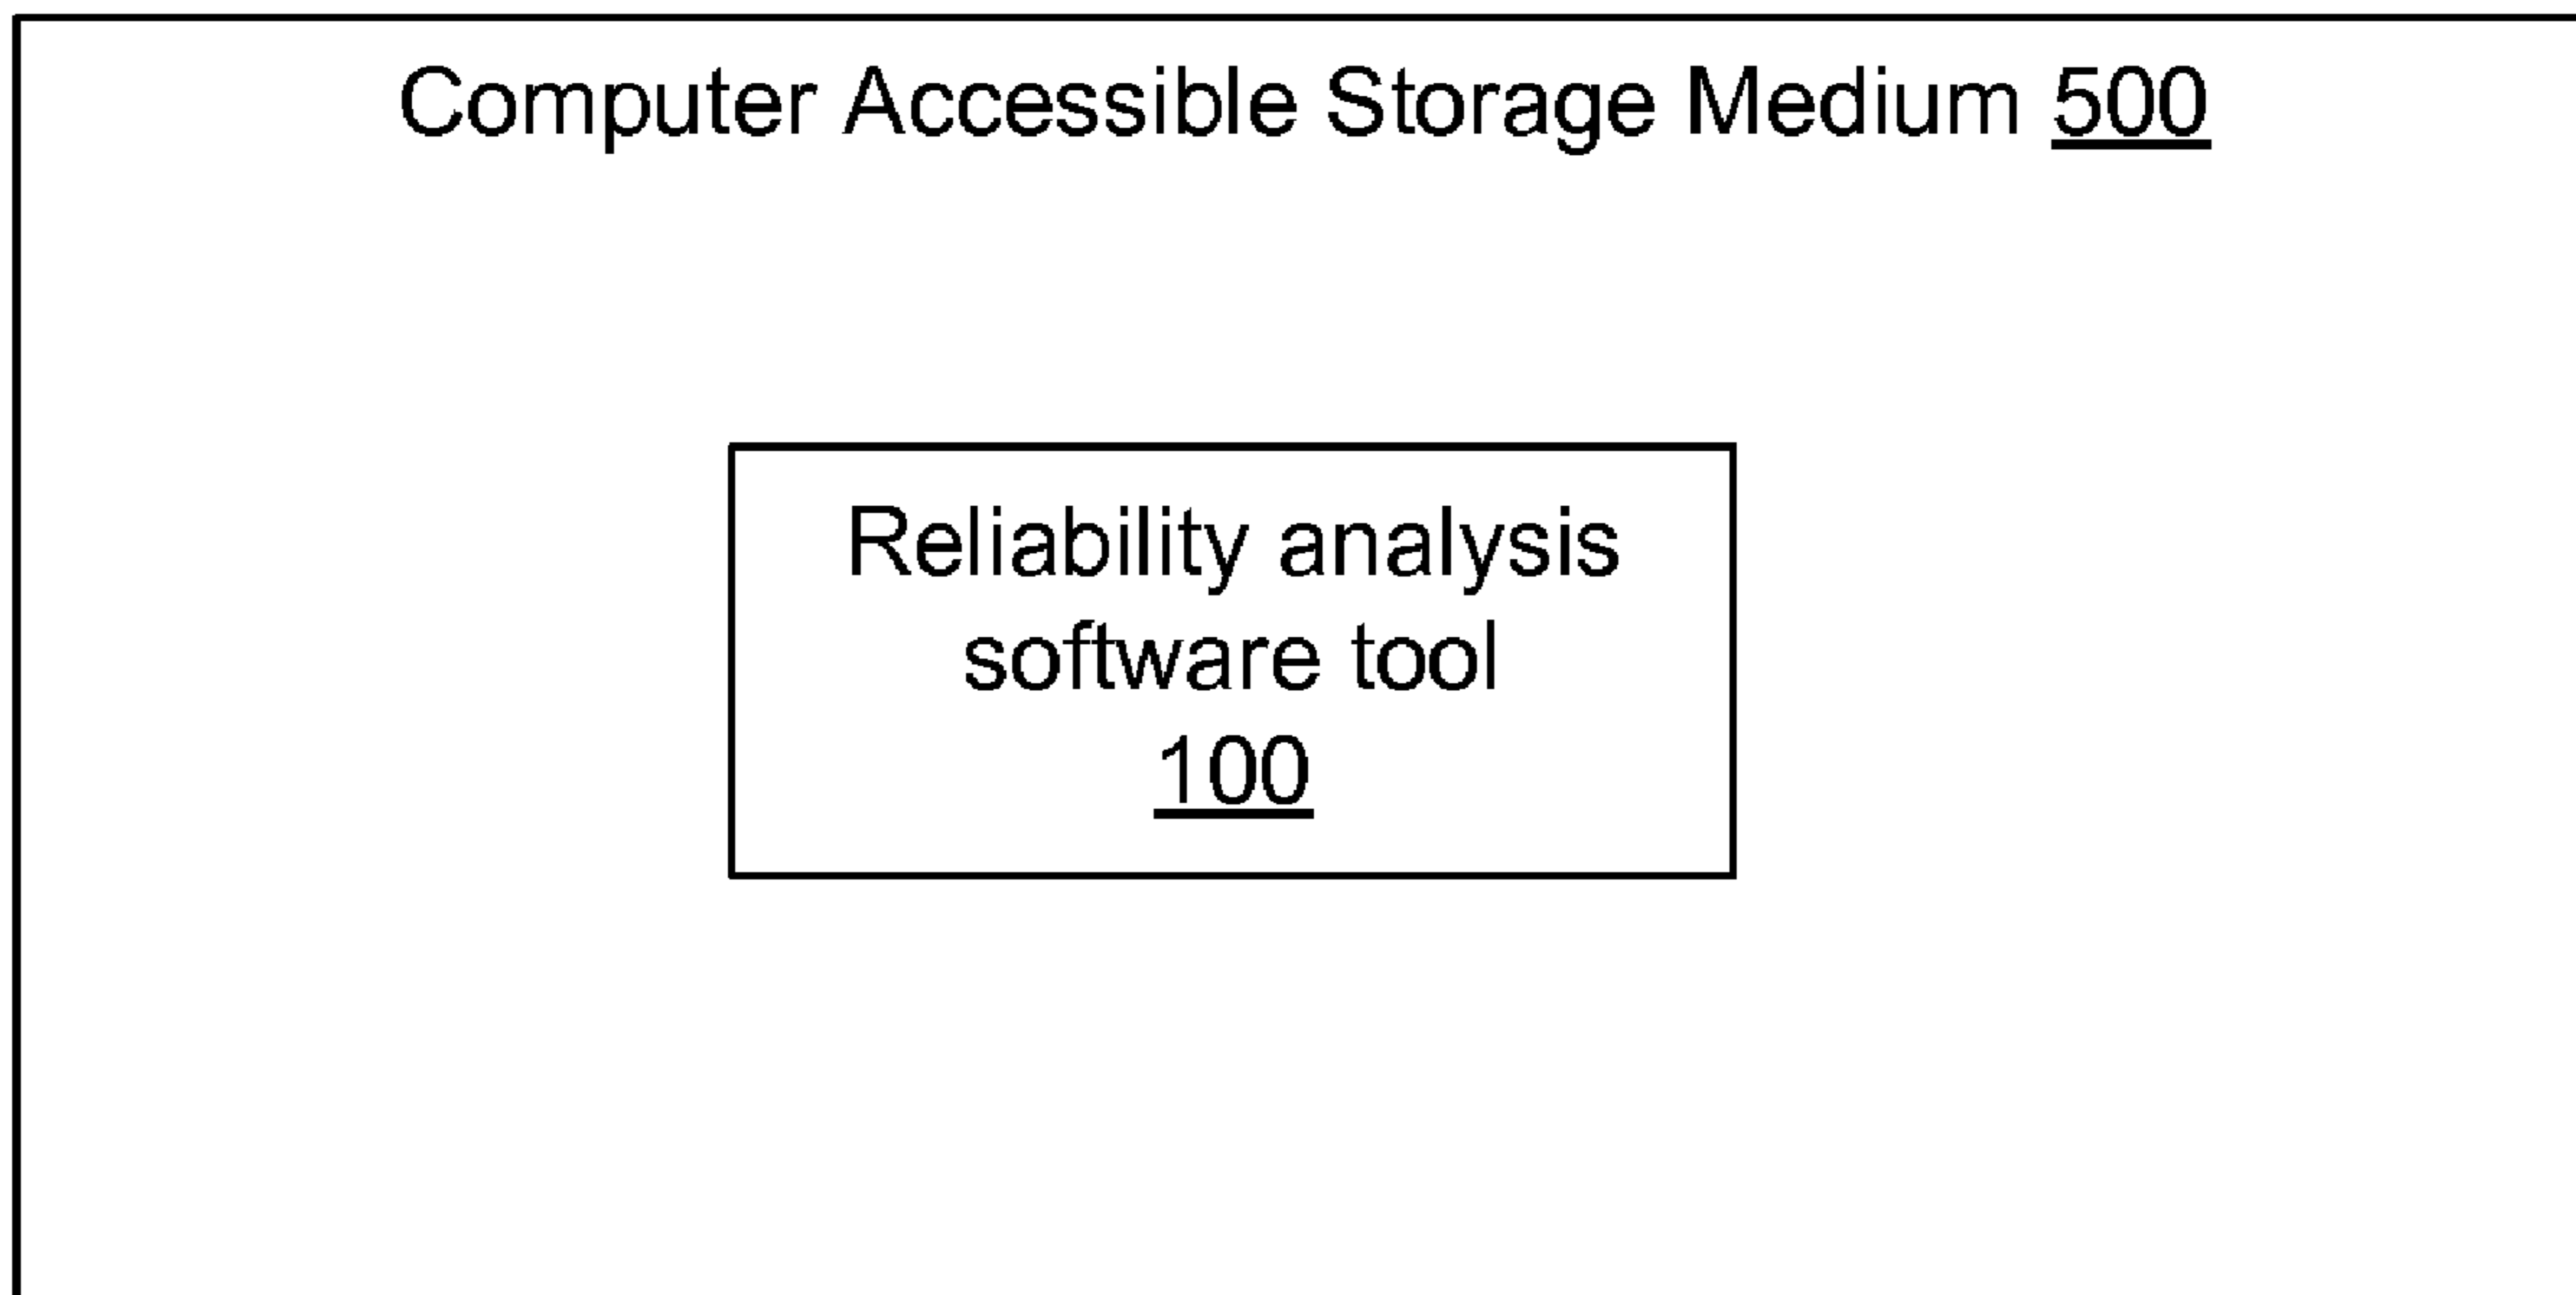 Computer Accessible Storage Medium 500
Reliability analysis
software tool
100